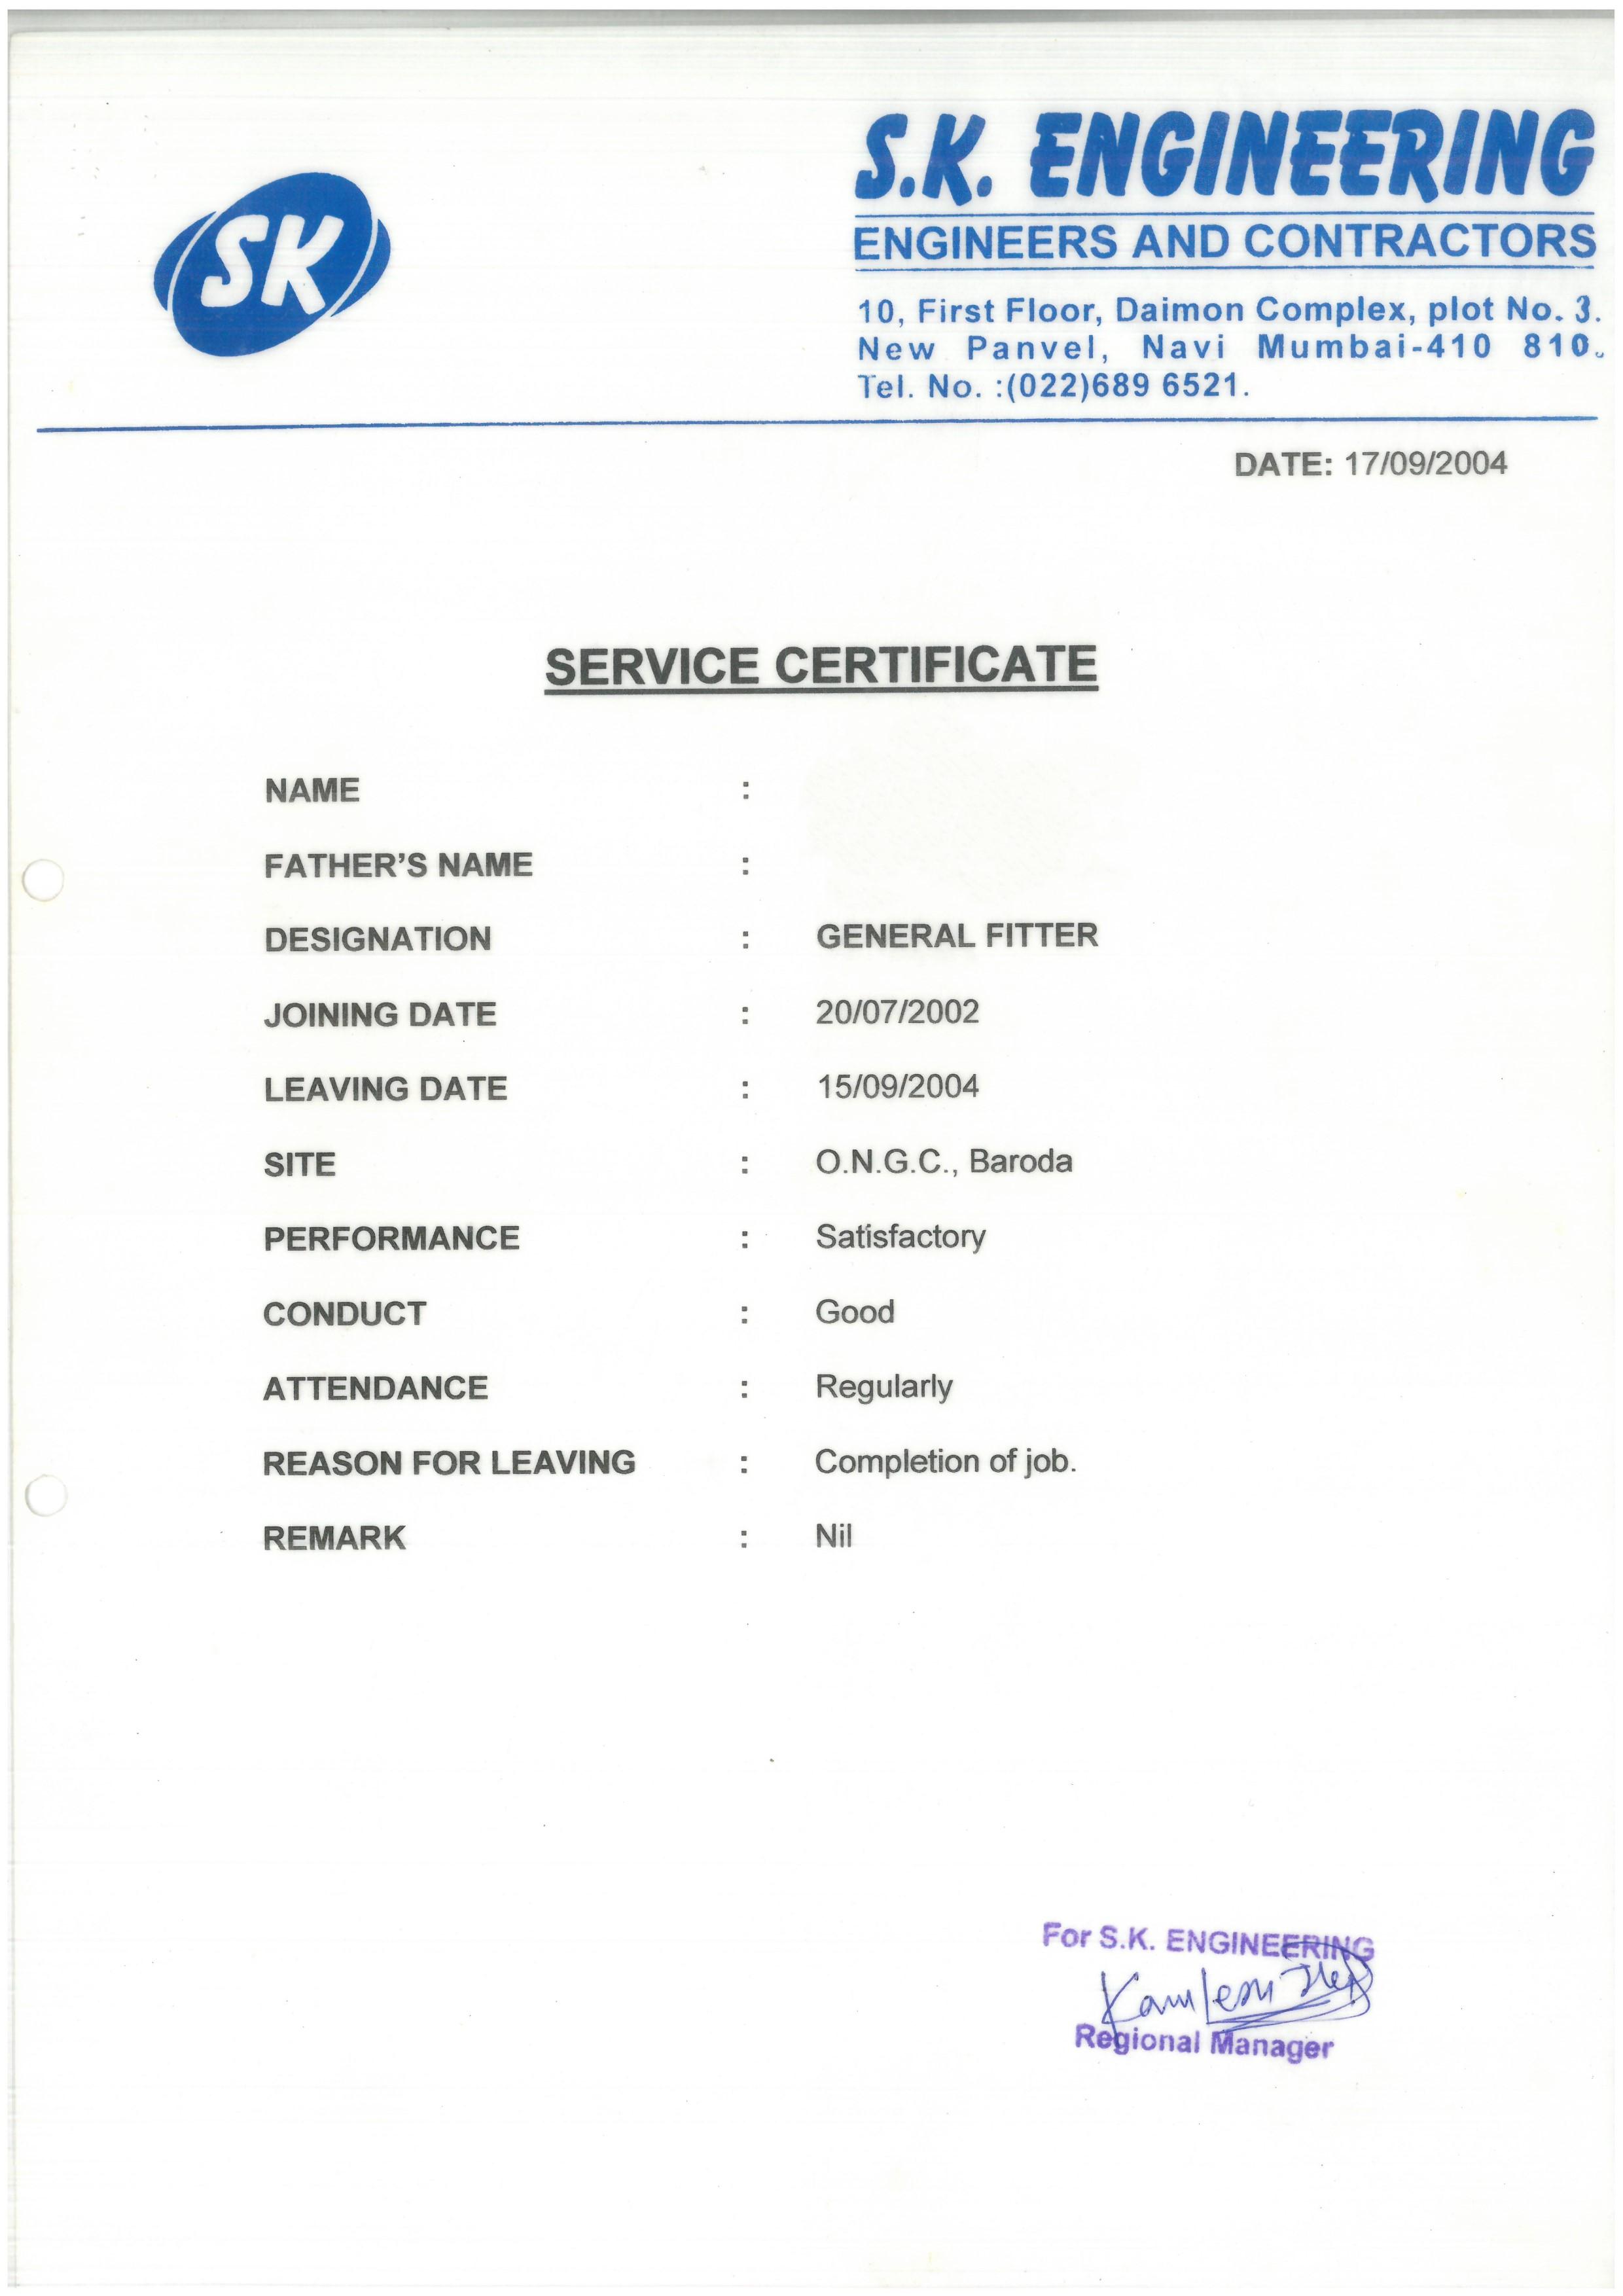 SK
S.K. ENGINEERING
ENGINEERS AND CONTRACTORS
10, First Floor, Daimon Complex, plot No. 3.
New Panvel, Navi Mumbai-410 810.
Tel. No. :(022)689 6521.
DATE: 17/09/2004
SERVICE CERTIFICATE
NAME :
FATHER’S NAME :
DESIGNATION : GENERAL FITTER
JOINING DATE : 20/07/2002
LEAVING DATE : 15/09/2004
SITE : O.N.G.C., Baroda
PERFORMANCE : Satisfactory
CONDUCT : Good
ATTENDANCE : Regularly
REASON FOR LEAVING : Completion of job.
REMARK : Nil
For S.K. ENGINEERING
Regional Manager